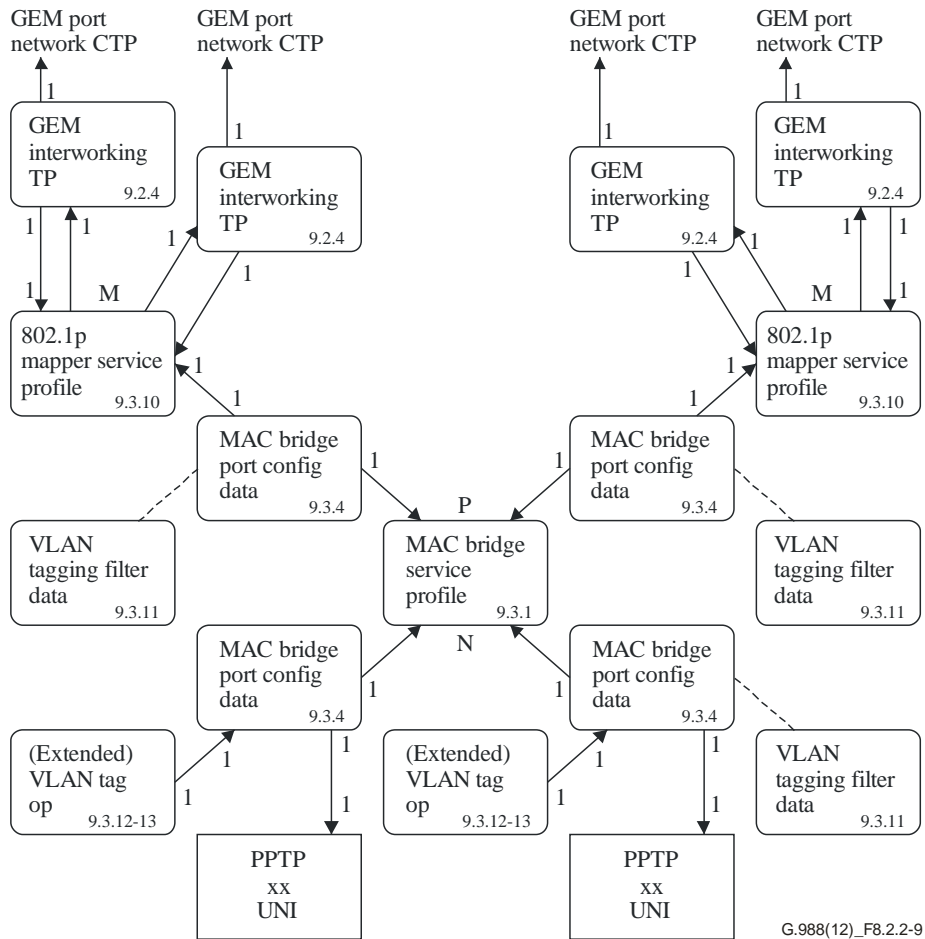 GEM port
network CTP
GEM port
network CTP
GEM port
network CTP
GEM port
network CTP
1
1
1
1
GEM
interworking
TP
9.2.4
GEM
interworking
TP
9.2.4
GEM
interworking
TP
9.2.4
GEM
interworking
TP
9.2.4
1
1
1
1
1
1
1
1
1
1
M
M
1
1
802.1p
mapper service
profile
9.3.10
802.1p
mapper service
profile
9.3.10
1
1
1
1
MAC bridge
port config
data
9.3.4
MAC bridge
port config
data
9.3.4
1
1
P
VLAN
tagging filter
data
9.3.11
MAC bridge
service
profile
9.3.1
VLAN
tagging filter
data
9.3.11
N
MAC bridge
port config
data
9.3.4
MAC bridge
port config
data
9.3.4
1
1
(Extended)
VLAN tag
op
9.3.12-13
(Extended)
VLAN tag
op
9.3.12-13
VLAN
tagging filter
data
9.3.11
1
1
1
1
1
1
1
1
PPTP
xx
UNI
PPTP
xx
UNI
G.988(12)_F8.2.2-9